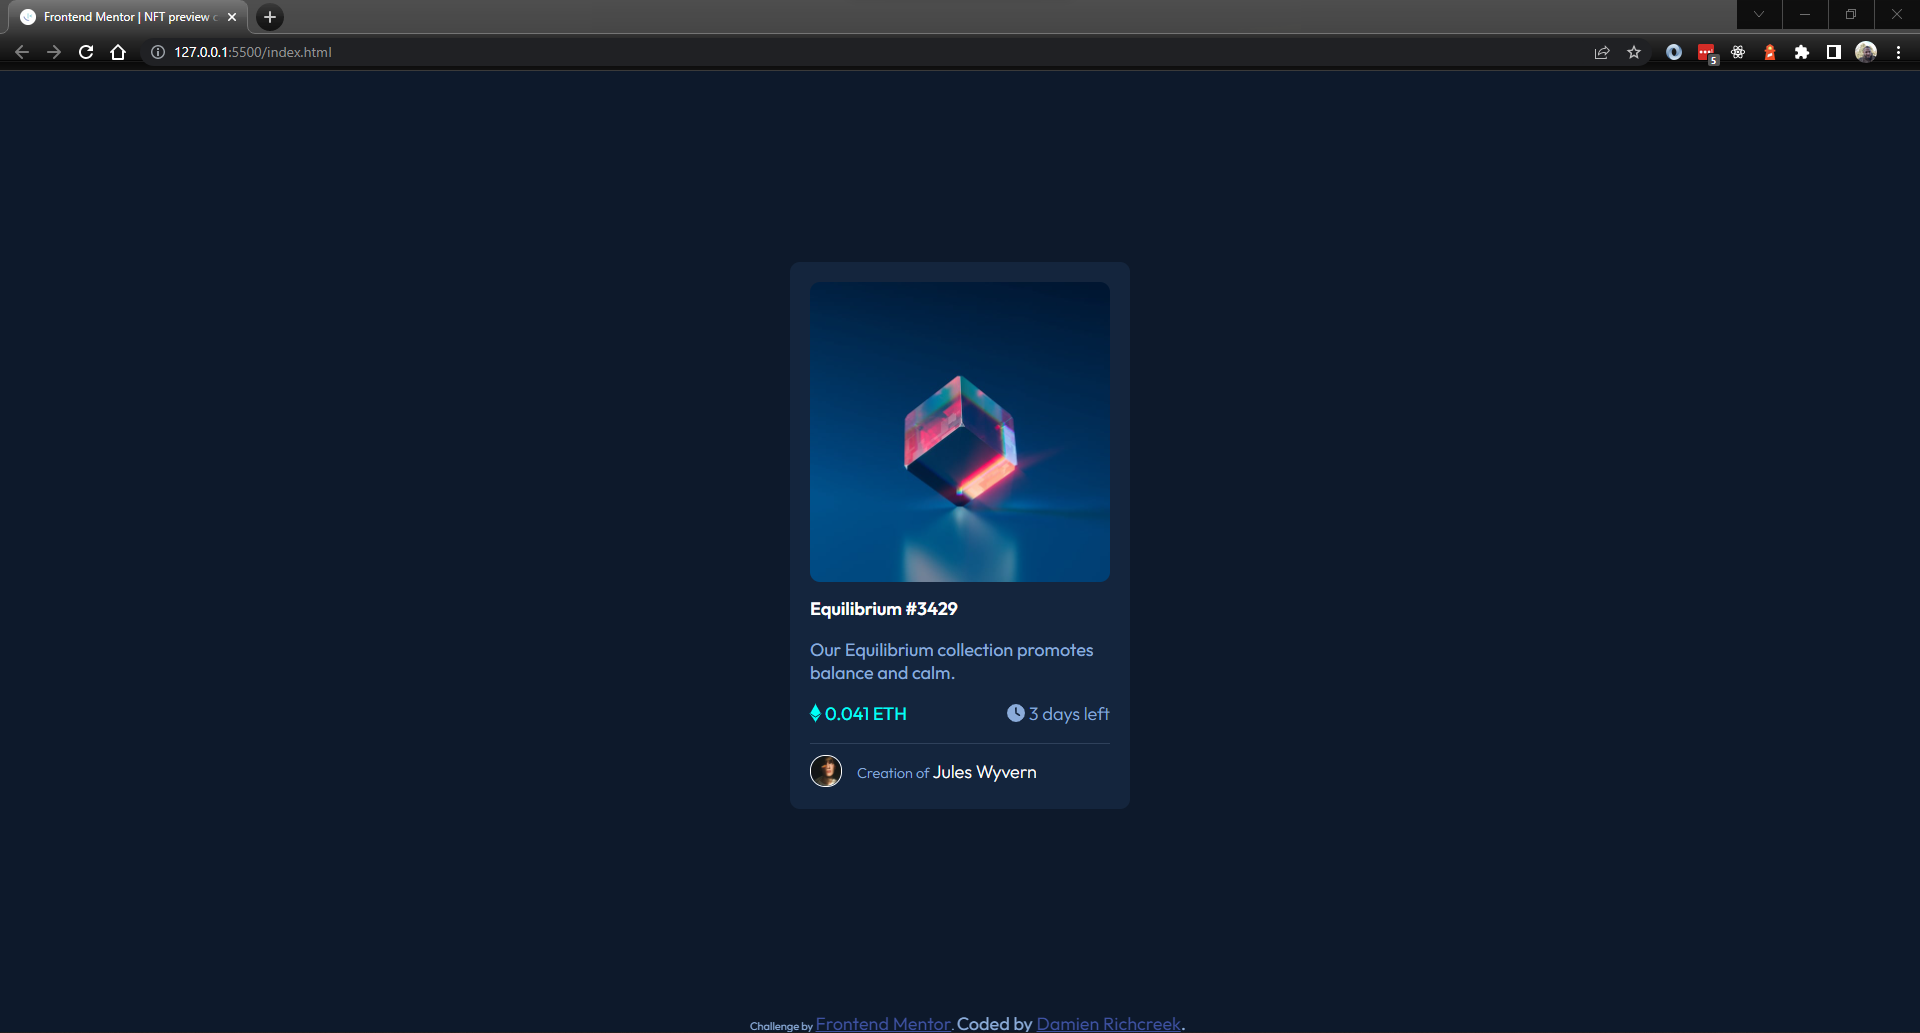 Frontend Mentor | NFT preview c
127.0.0.1:5500/index.html
5
Equilibrium #3429
Our Equilibrium collection promotes
balance and calm.
0.041 ETH
3 days left
Creation of Jules Wyvern
Challenge by Frontend Mentor. Coded by Damien Richcreek.